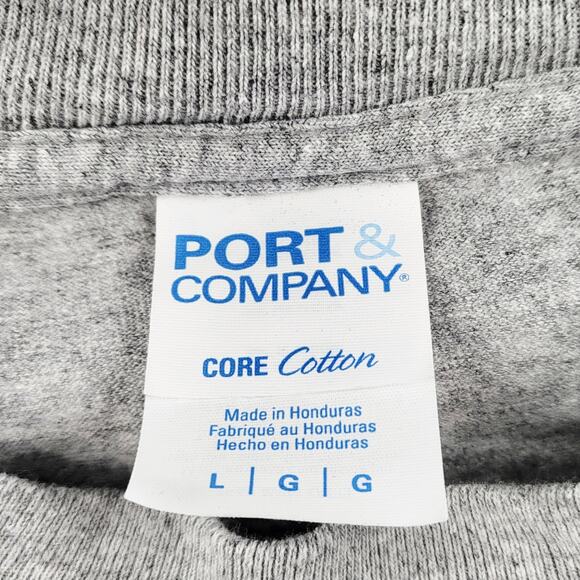 PORT &
COMPANY®
CORE Cotton
Made in Honduras
Fabriqué au Honduras
Hecho en Honduras
L | G | G